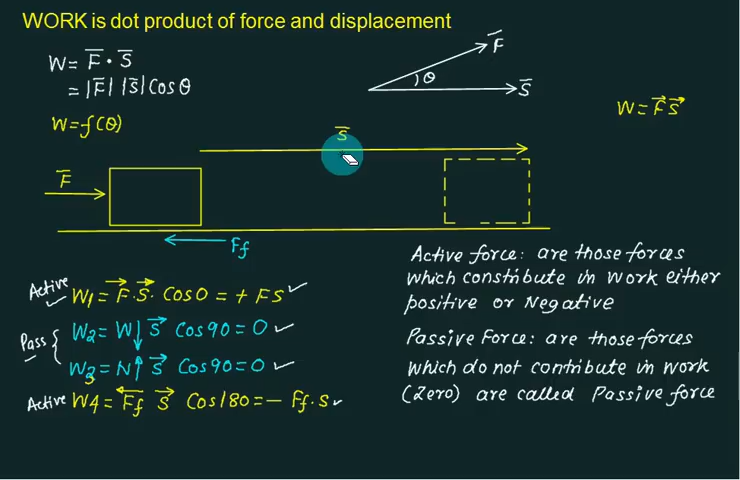 WORK is dot product of force and displacement
W = F̅ · S̅
= |F̅| |S̅| Cos θ
W = f(θ)
F̅
θ
S̅
W = F⃗ S⃗
S̅
F̅
Ff
Active W1 = F⃗ · S⃗ · Cos 0 = + FS ✓
Pass W2 = W↓ S⃗ Cos 90 = 0 ✓
W3 = N↑ S⃗ Cos 90 = 0 ✓
Active W4 = F⃖f S⃗ Cos 180 = - Ff · S ✓
Active force: are those forces
which constribute in work either
positive or Negative
Passive Force: are those forces
which do not contribute in work
(Zero) are called Passive force